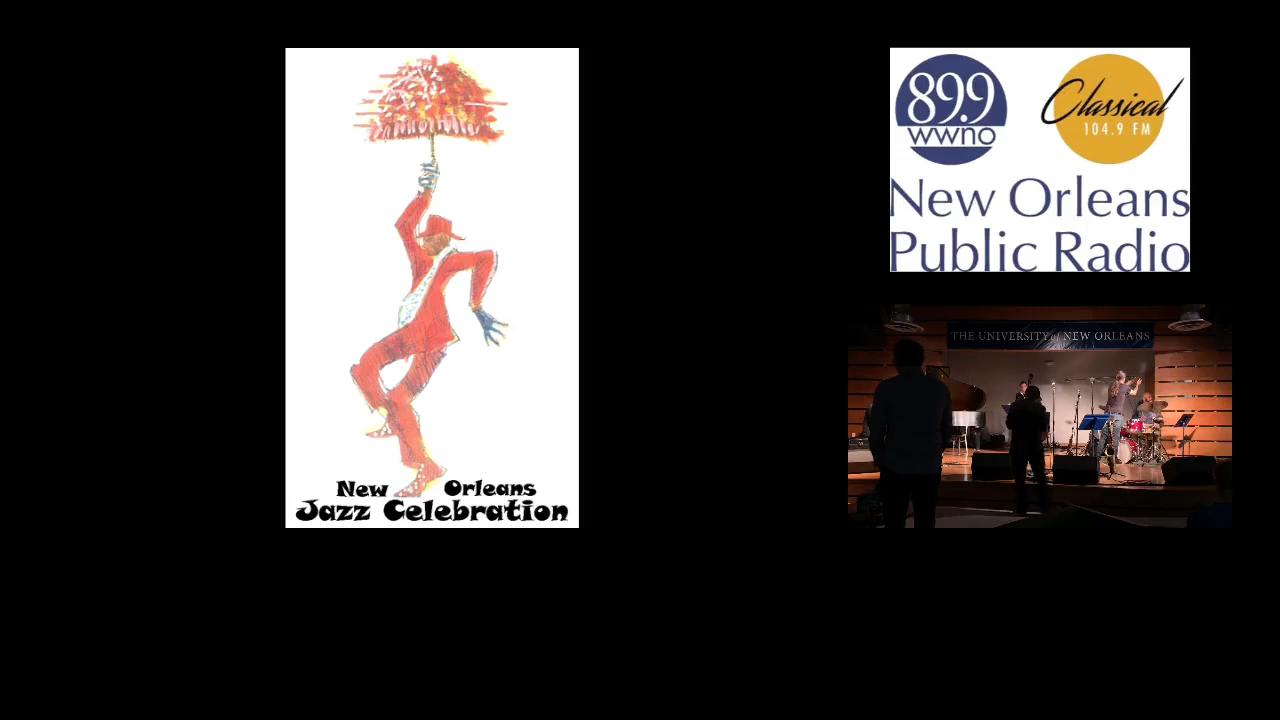 New Orleans
Jazz Celebration
89.9
wwno
Classical
104.9 FM
New Orleans
Public Radio
THE UNIVERSITY of NEW ORLEANS